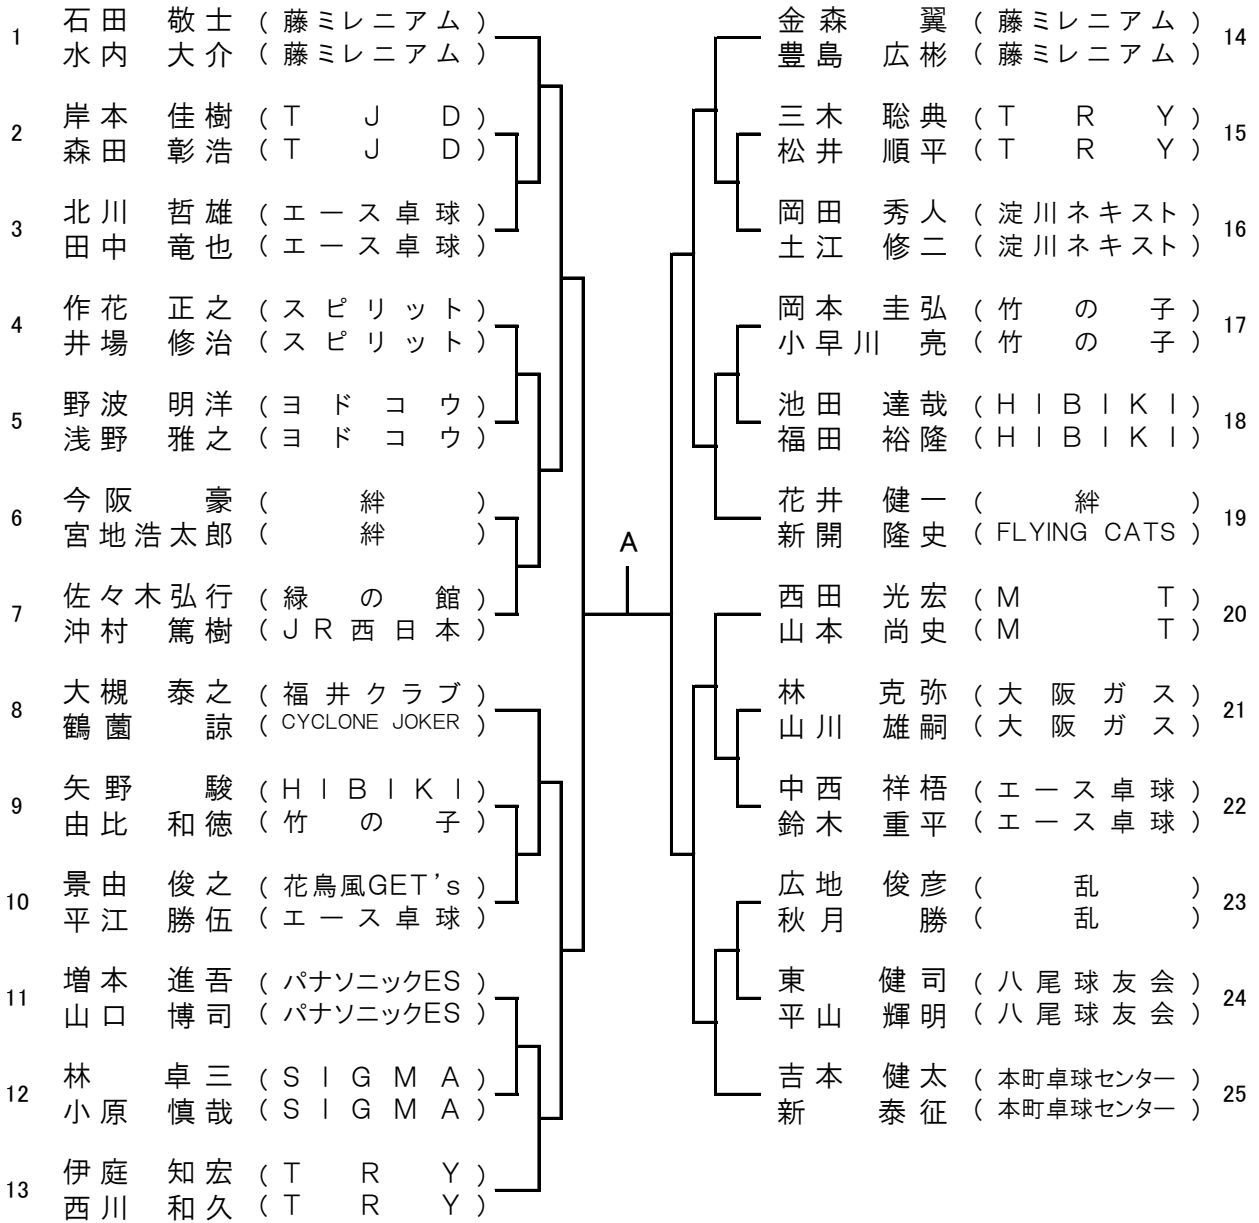 1 石田 敬士 (藤ミレニアム)
水内 大介 (藤ミレニアム)
2 岸本 佳樹 (TJD)
森田 彰浩 (TJD)
3 北川 哲雄 (エース卓球)
田中 竜也 (エース卓球)
4 作花 正之 (スピリット)
井場 修治 (スピリット)
5 野波 明洋 (ヨドコウ)
浅野 雅之 (ヨドコウ)
6 今阪 豪 (絆)
宮地浩太郎 (絆)
7 佐々木弘行 (緑の館)
沖村 篤樹 (JR西日本)
8 大槻 泰之 (福井クラブ)
鶴薗 諒 (CYCLONE JOKER)
9 矢野 駿 (HIBIKI)
由比 和徳 (竹の子)
10 景由 俊之 (花鳥風GET's)
平江 勝伍 (エース卓球)
11 増本 進吾 (パナソニックES)
山口 博司 (パナソニックES)
12 林 卓三 (SIGMA)
小原 慎哉 (SIGMA)
13 伊庭 知宏 (TRY)
西川 和久 (TRY)
A
金森 翼 (藤ミレニアム) 14
豊島 広彬 (藤ミレニアム)
三木 聡典 (TRY) 15
松井 順平 (TRY)
岡田 秀人 (淀川ネキスト) 16
土江 修二 (淀川ネキスト)
岡本 圭弘 (竹の子) 17
小早川 亮 (竹の子)
池田 達哉 (HIBIKI) 18
福田 裕隆 (HIBIKI)
花井 健一 (絆) 19
新開 隆史 (FLYING CATS)
西田 光宏 (MT) 20
山本 尚史 (MT)
林 克弥 (大阪ガス) 21
山川 雄嗣 (大阪ガス)
中西 祥梧 (エース卓球) 22
鈴木 重平 (エース卓球)
広地 俊彦 (乱) 23
秋月 勝 (乱)
東 健司 (八尾球友会) 24
平山 輝明 (八尾球友会)
吉本 健太 (本町卓球センター) 25
新 泰征 (本町卓球センター)